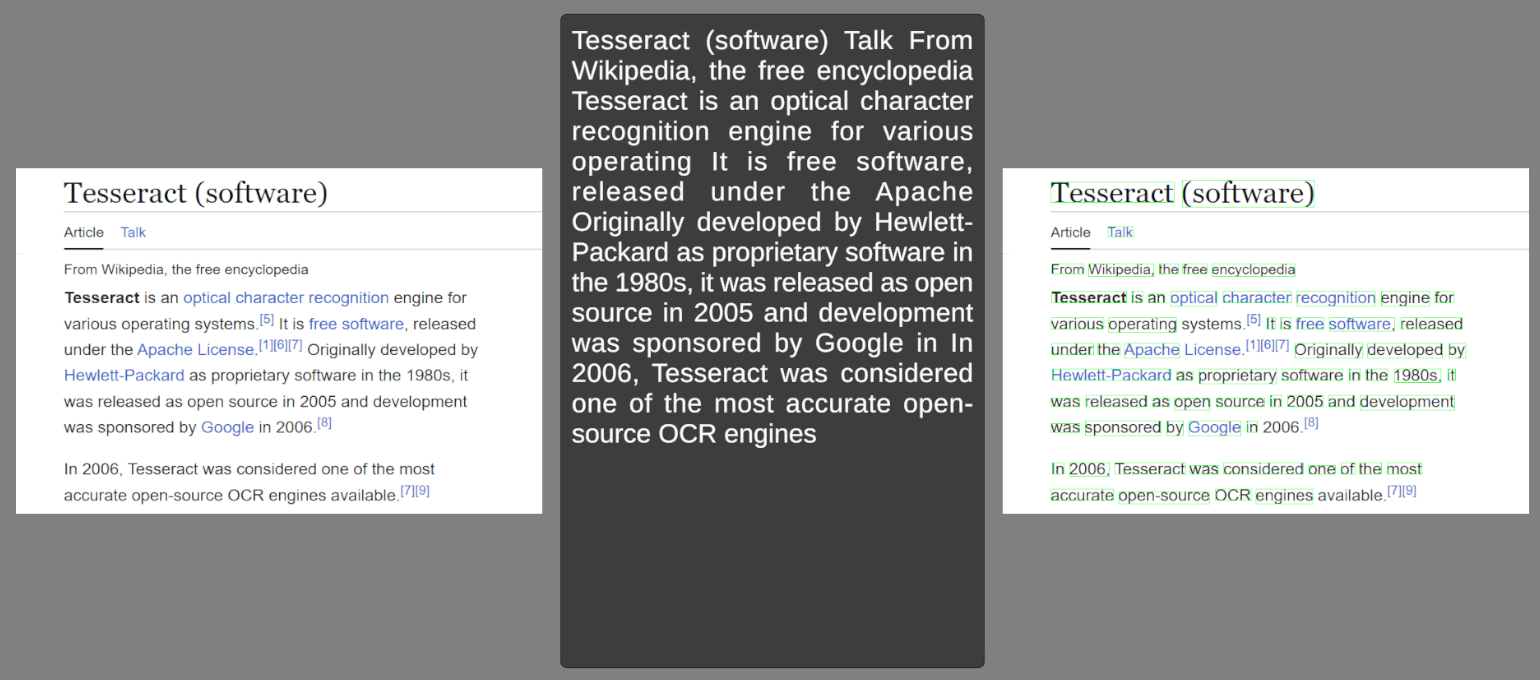 Tesseract (software)
Article Talk
From Wikipedia, the free encyclopedia
Tesseract is an optical character recognition engine for
various operating systems.[5] It is free software, released
under the Apache License.[1][6][7] Originally developed by
Hewlett-Packard as proprietary software in the 1980s, it
was released as open source in 2005 and development
was sponsored by Google in 2006.[8]
In 2006, Tesseract was considered one of the most
accurate open-source OCR engines available.[7][9]
Tesseract (software) Talk From
Wikipedia, the free encyclopedia
Tesseract is an optical character
recognition engine for various
operating It is free software,
released under the Apache
Originally developed by Hewlett-
Packard as proprietary software in
the 1980s, it was released as open
source in 2005 and development
was sponsored by Google in In
2006, Tesseract was considered
one of the most accurate open-
source OCR engines
Tesseract (software)
Article Talk
From Wikipedia, the free encyclopedia
Tesseract is an optical character recognition engine for
various operating systems.[5] It is free software, released
under the Apache License.[1][6][7] Originally developed by
Hewlett-Packard as proprietary software in the 1980s, it
was released as open source in 2005 and development
was sponsored by Google in 2006.[8]
In 2006, Tesseract was considered one of the most
accurate open-source OCR engines available.[7][9]